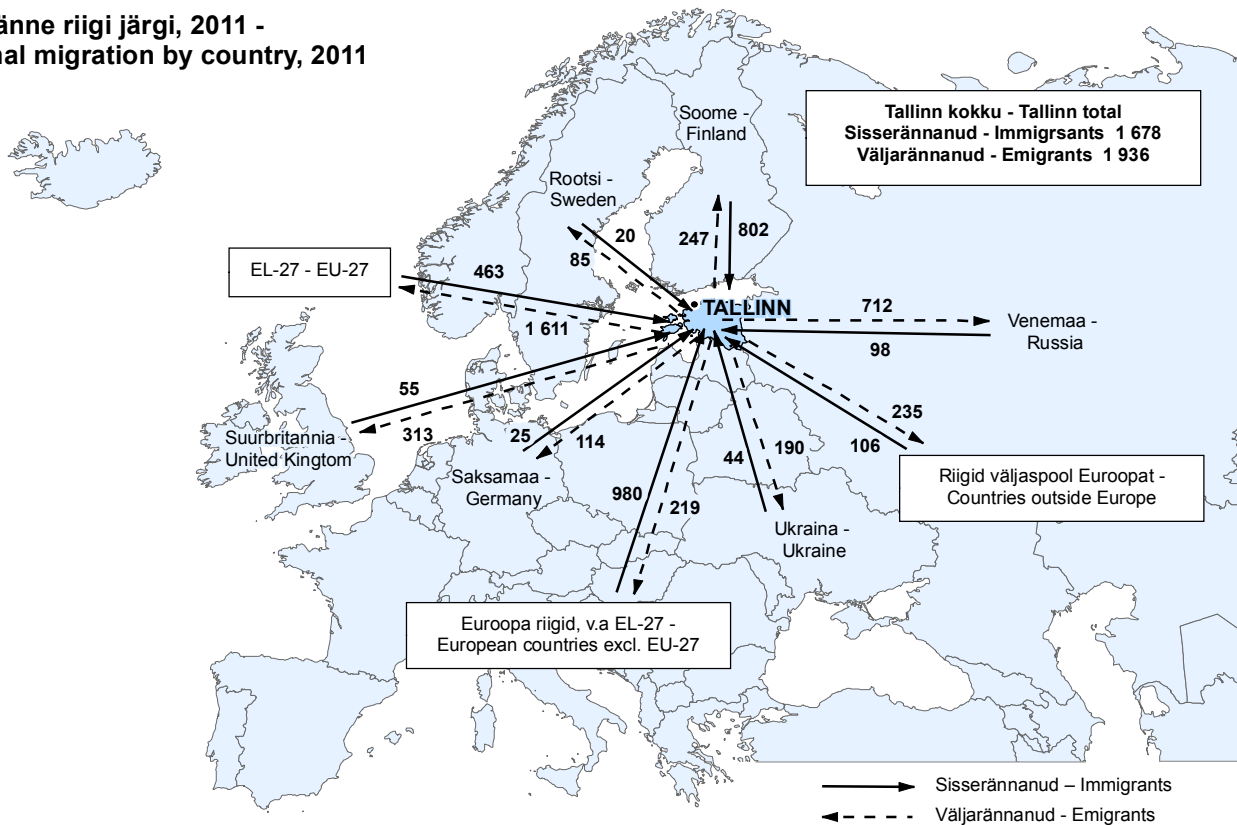 änne riigi järgi, 2011 -
al migration by country, 2011
Tallinn kokku - Tallinn total
Sisserännanud - Immigrsants 1 678
Väljarännanud - Emigrants 1 936
Soome -
Finland
Rootsi -
Sweden
20
85
247
802
EL-27 - EU-27
463
1 611
TALLINN
712
98
Venemaa -
Russia
55
313
Suurbritannia -
United Kingtom
25
114
Saksamaa -
Germany
980
219
44
190
Ukraina -
Ukraine
235
106
Riigid väljaspool Euroopat -
Countries outside Europe
Euroopa riigid, v.a EL-27 -
European countries excl. EU-27
Sisserännanud – Immigrants
Väljarännanud - Emigrants